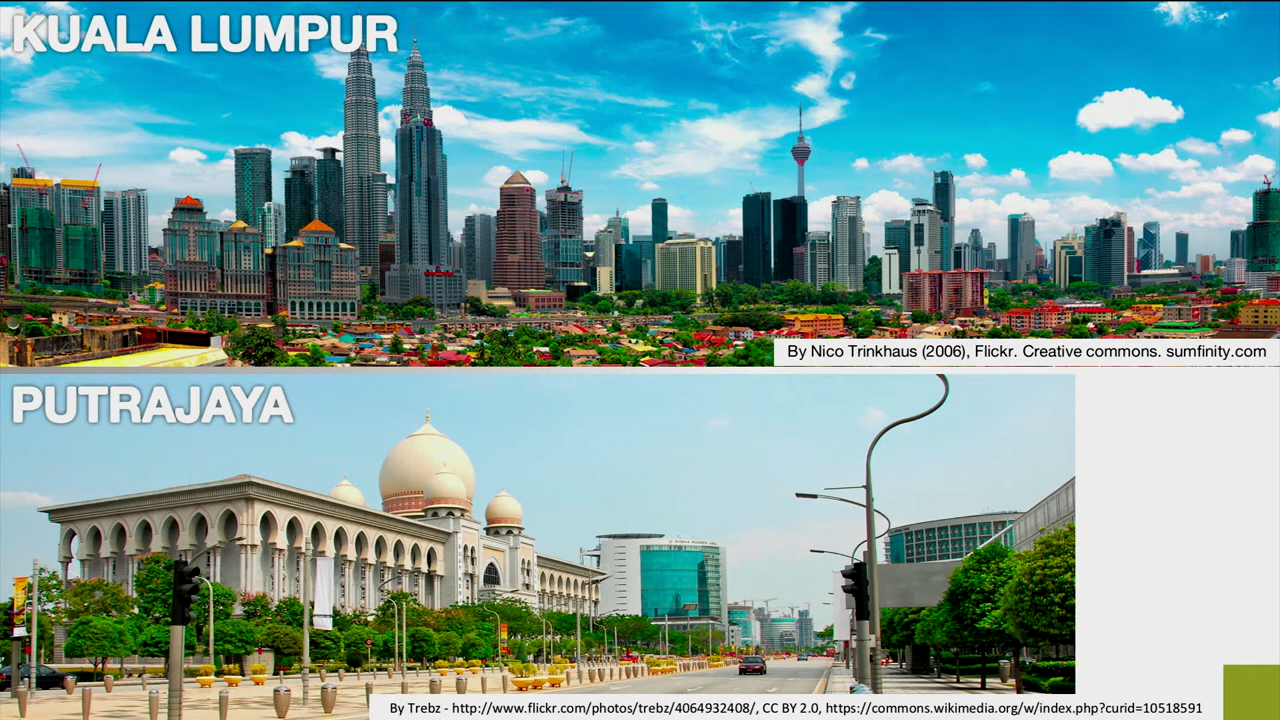 KUALA LUMPUR
By Nico Trinkhaus (2006), Flickr. Creative commons. sumfinity.com
PUTRAJAYA
By Trebz - http://www.flickr.com/photos/trebz/4064932408/, CC BY 2.0, https://commons.wikimedia.org/w/index.php?curid=10518591